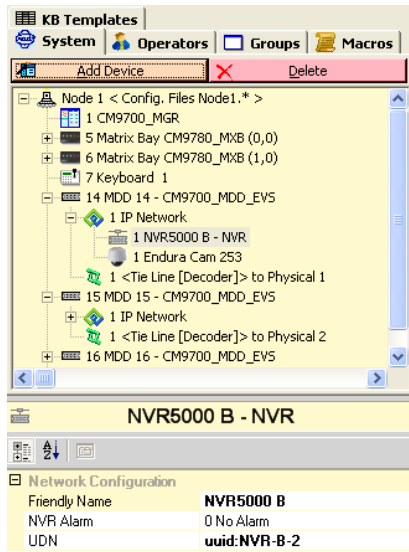 KB Templates
System Operators Groups Macros
Add Device Delete
Node 1 < Config. Files Node1.* >
1 CM9700_MGR
5 Matrix Bay CM9780_MXB (0,0)
6 Matrix Bay CM9780_MXB (1,0)
7 Keyboard 1
14 MDD 14 - CM9700_MDD_EVS
1 IP Network
1 NVR5000 B - NVR
1 Endura Cam 253
1 <Tie Line [Decoder]> to Physical 1
15 MDD 15 - CM9700_MDD_EVS
1 IP Network
1 <Tie Line [Decoder]> to Physical 2
16 MDD 16 - CM9700_MDD_EVS
NVR5000 B - NVR
Network Configuration
Friendly Name NVR5000 B
NVR Alarm 0 No Alarm
UDN uuid:NVR-B-2